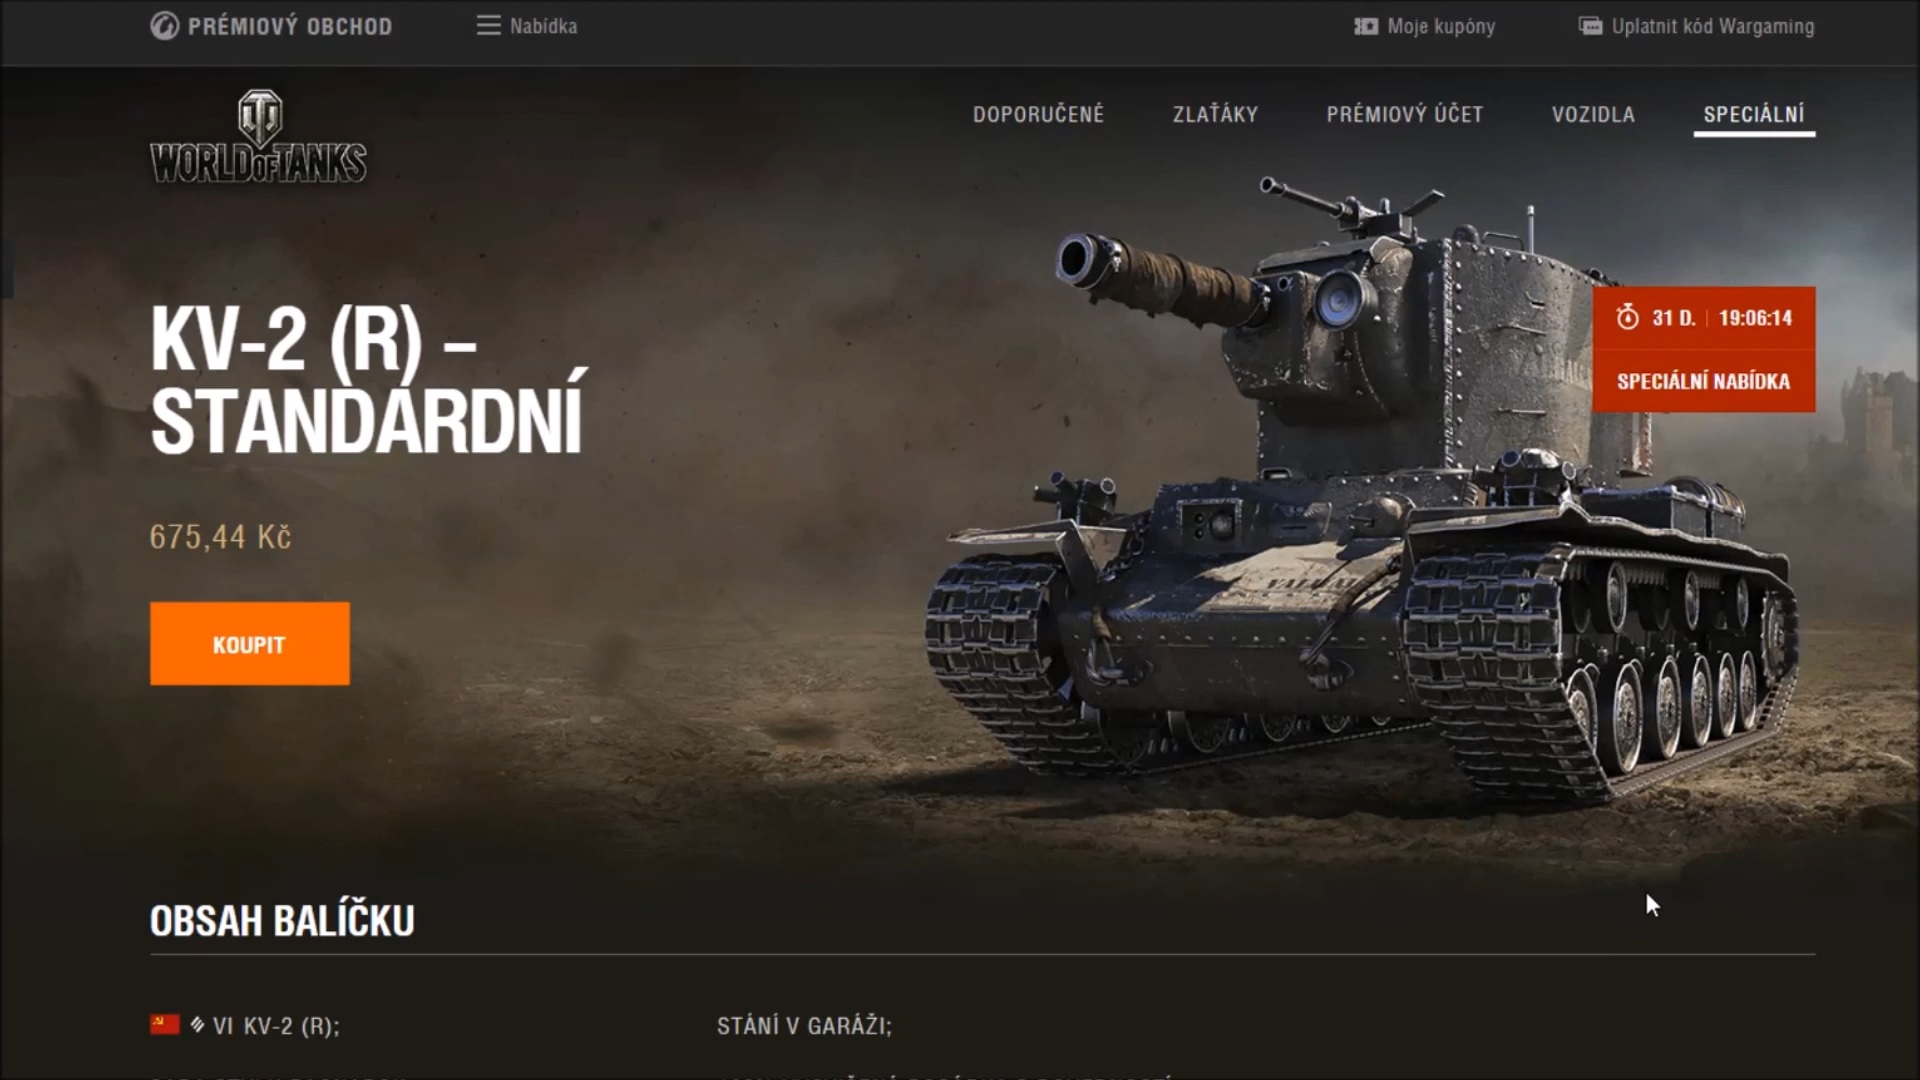 PRÉMIOVÝ OBCHOD
Nabídka
Moje kupóny
Uplatnit kód Wargaming
WORLD OF TANKS
DOPORUČENÉ
ZLAŤÁKY
PRÉMIOVÝ ÚČET
VOZIDLA
SPECIÁLNÍ
KV-2 (R) –
STANDARDNÍ
31 D. | 19:06:14
SPECIÁLNÍ NABÍDKA
675,44 Kč
KOUPIT
OBSAH BALÍČKU
VI KV-2 (R);
STÁNÍ V GARÁŽI;